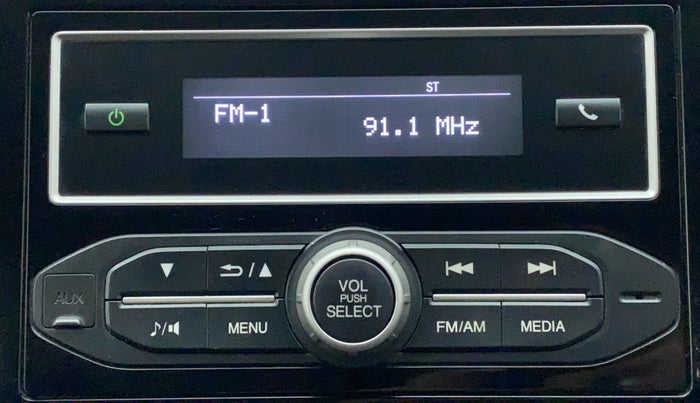 ST
FM-1
91.1 MHz
VOL
PUSH
SELECT
AUX
MENU
FM/AM
MEDIA